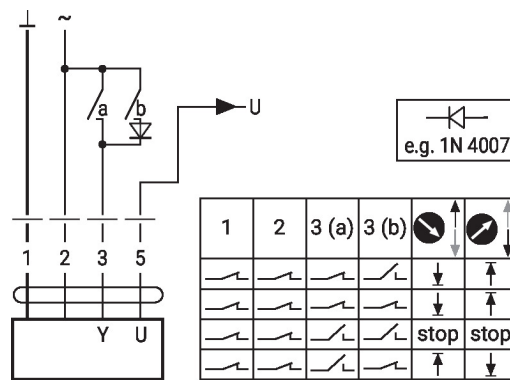 ⊥ ~
a b
U
e.g. 1N 4007
1 2 3 (a) 3 (b)
stop stop
1 2 3 5
Y U